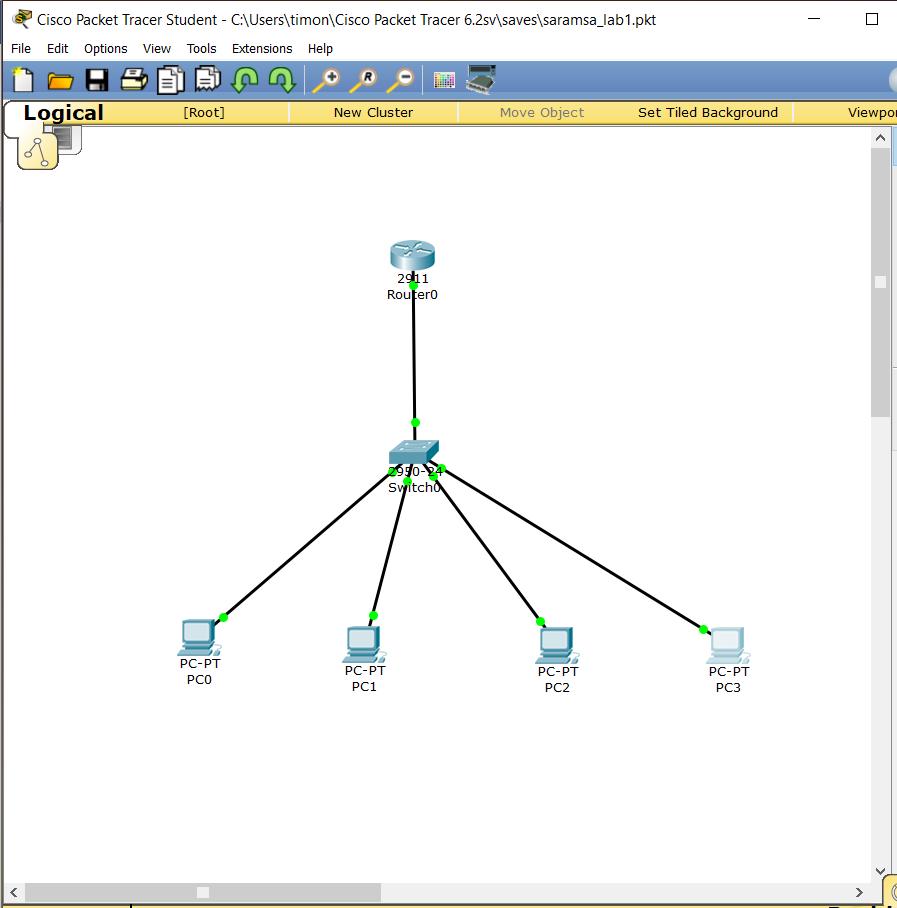 Cisco Packet Tracer Student - C:\Users\timon\Cisco Packet Tracer 6.2sv\saves\saramsa_lab1.pkt
File Edit Options View Tools Extensions Help
Logical [Root] New Cluster Move Object Set Tiled Background Viewpo
2911
Router0
2950-24
Switch0
PC-PT
PC0
PC-PT
PC1
PC-PT
PC2
PC-PT
PC3